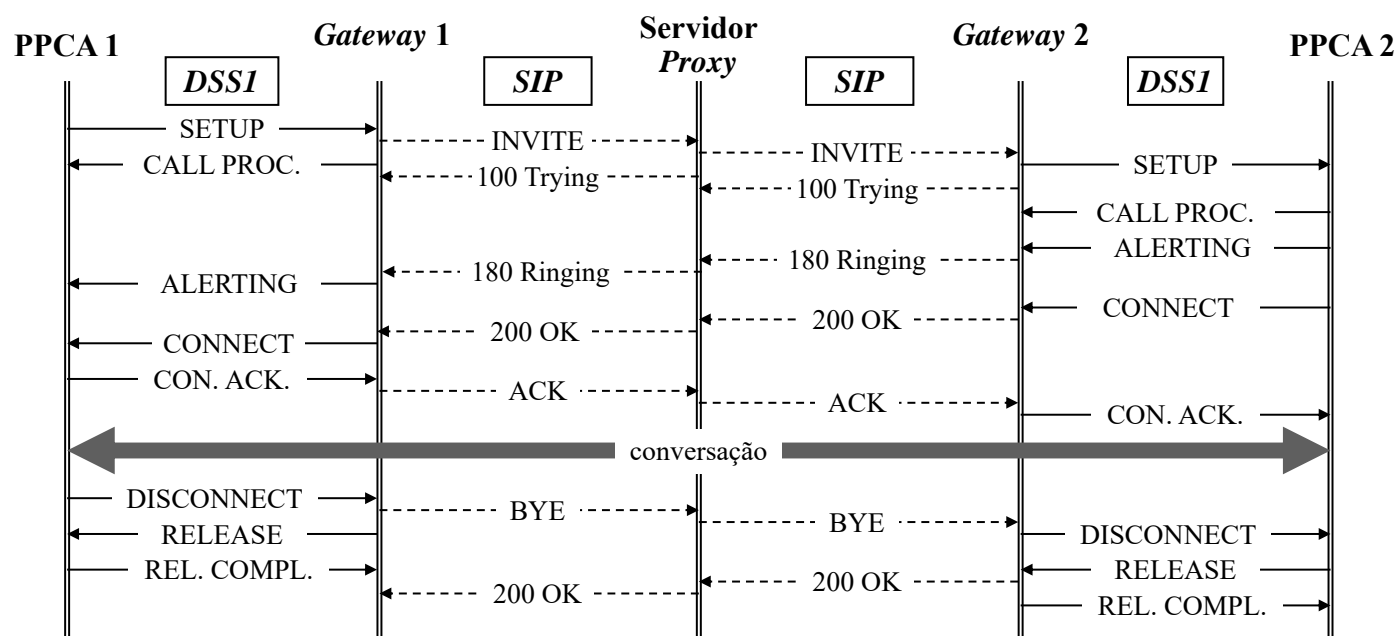 PPCA 1
Gateway 1
Servidor
Proxy
Gateway 2
PPCA 2
DSS1
SIP
SIP
DSS1
SETUP
INVITE
INVITE
CALL PROC.
100 Trying
100 Trying
SETUP
CALL PROC.
ALERTING
180 Ringing
180 Ringing
ALERTING
CONNECT
200 OK
200 OK
CONNECT
CON. ACK.
ACK
ACK
CON. ACK.
conversação
DISCONNECT
BYE
BYE
DISCONNECT
RELEASE
REL. COMPL.
RELEASE
200 OK
200 OK
REL. COMPL.